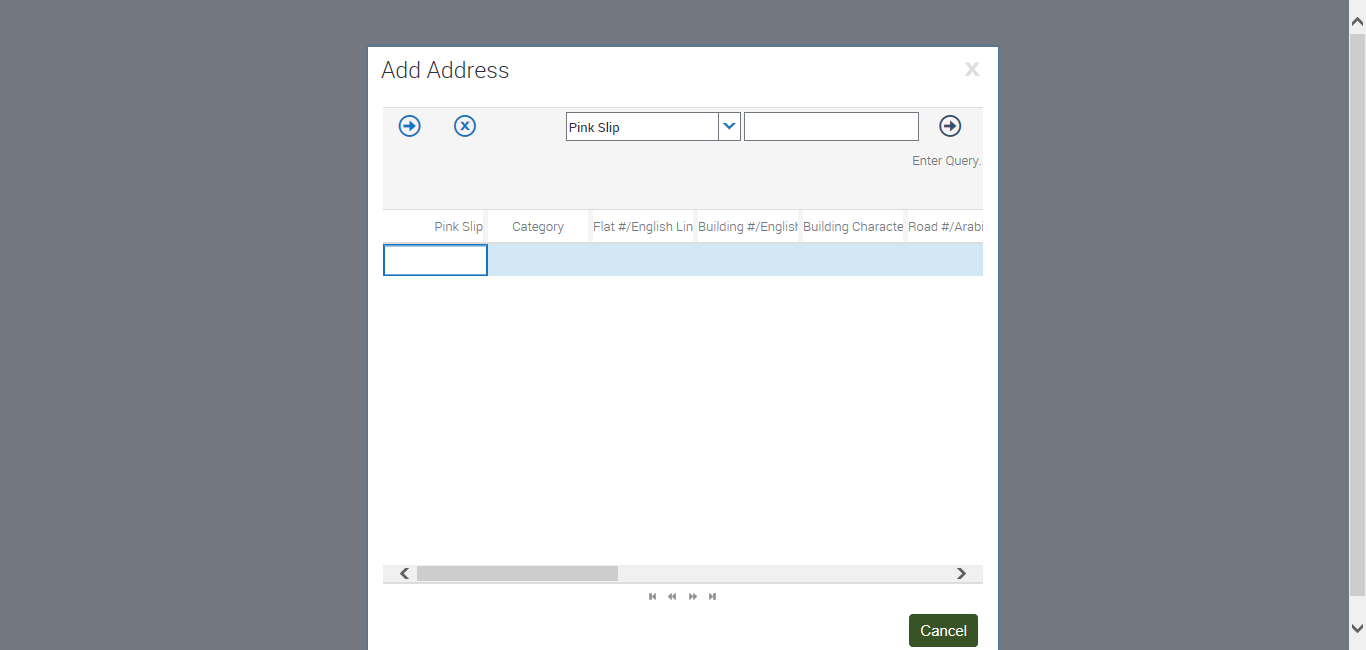 Add Address
X
Pink Slip
Enter Query.
Pink Slip Category Flat #/English Lin Building #/English Building Characte Road #/Arabi
Cancel